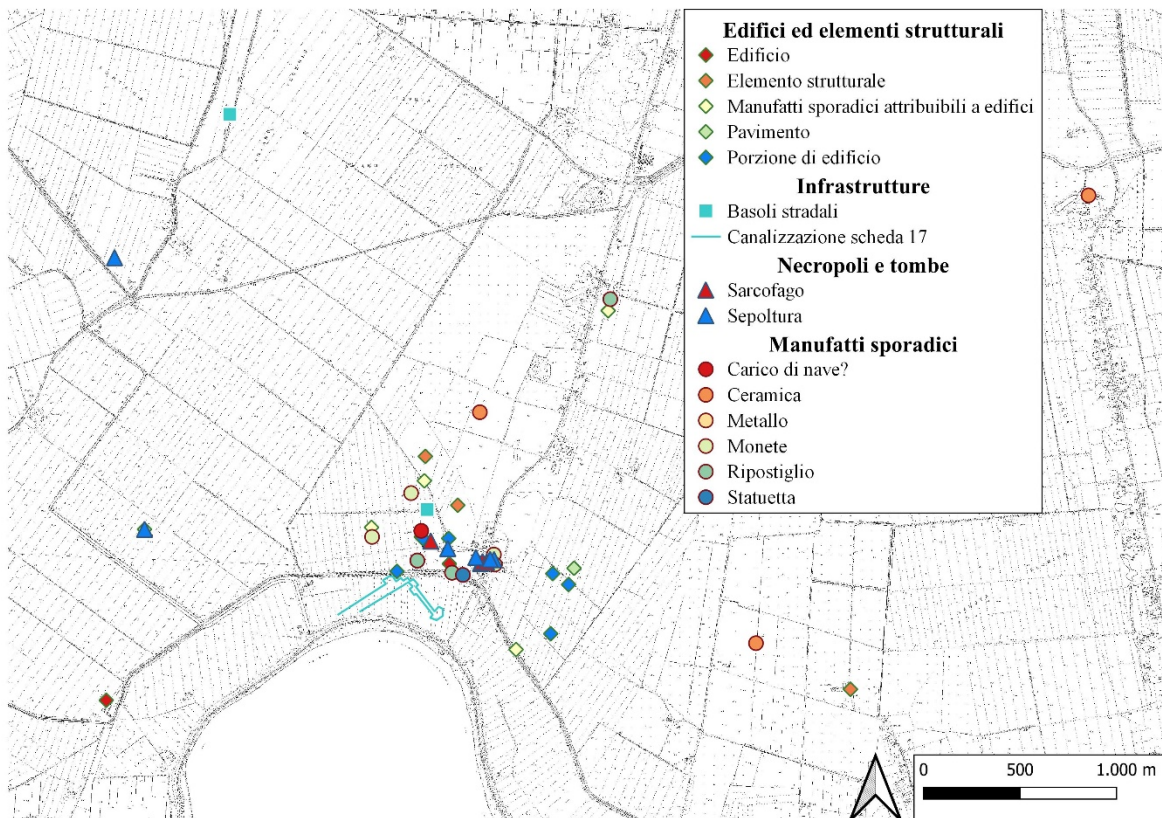 Edifici ed elementi strutturali
Edificio
Elemento strutturale
Manufatti sporadici attribuibili a edifici
Pavimento
Porzione di edificio
Infrastrutture
Basoli stradali
Canalizzazione scheda 17
Necropoli e tombe
Sarcofago
Sepoltura
Manufatti sporadici
Carico di nave?
Ceramica
Metallo
Monete
Ripostiglio
Statuetta
0 500 1.000 m